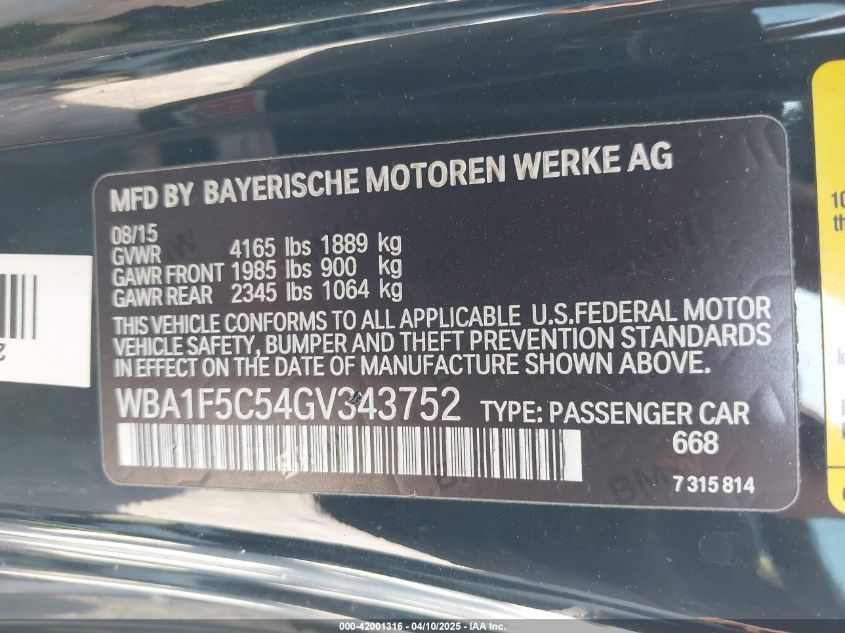 MFD BY BAYERISCHE MOTOREN WERKE AG
08/15
GVWR 4165 lbs 1889 kg
GAWR FRONT 1985 lbs 900 kg
GAWR REAR 2345 lbs 1064 kg
THIS VEHICLE CONFORMS TO ALL APPLICABLE U.S.FEDERAL MOTOR
VEHICLE SAFETY, BUMPER AND THEFT PREVENTION STANDARDS
IN EFFECT ON THE DATE OF MANUFACTURE SHOWN ABOVE.
WBA1F5C54GV343752 TYPE: PASSENGER CAR
668
7 315 814
BMW
000-42001316 - 04/10/2025 - IAA Inc.